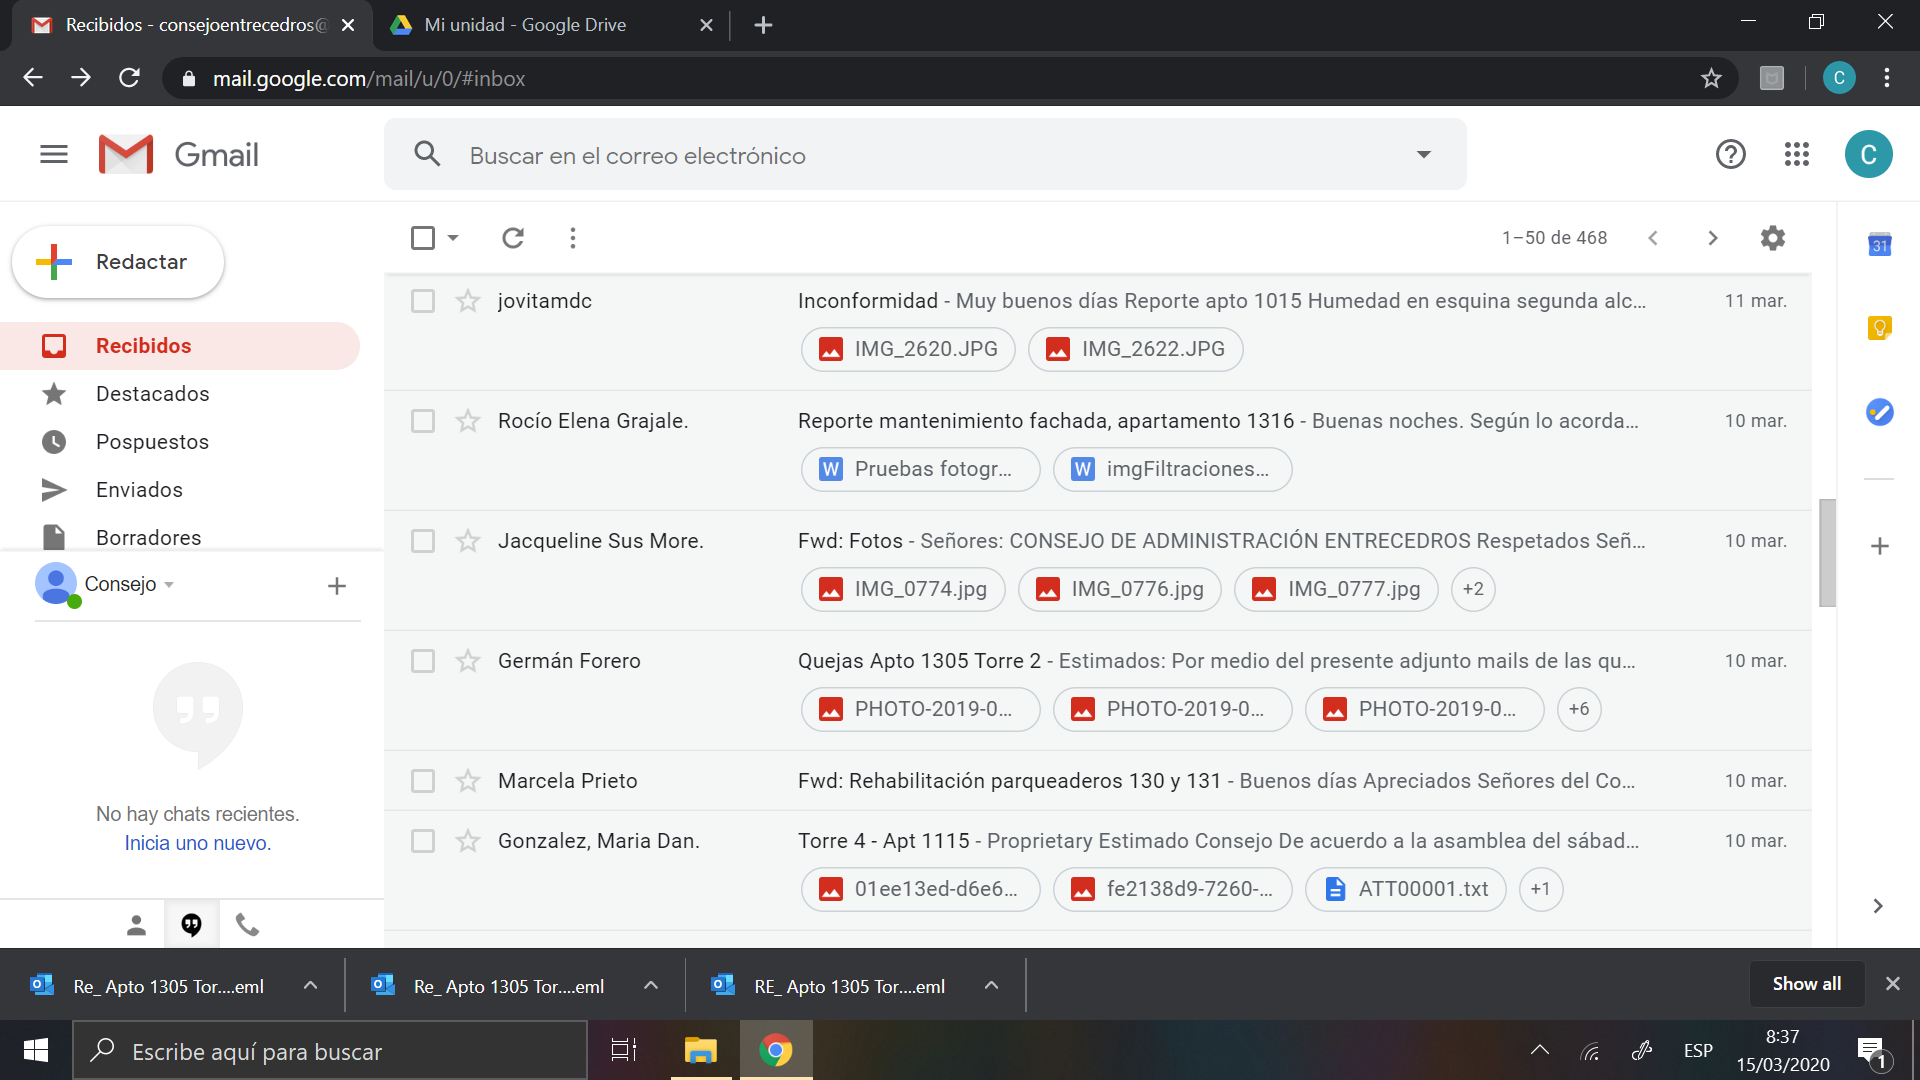 Recibidos - consejoentrecedros@
Mi unidad - Google Drive
mail.google.com/mail/u/0/#inbox
C
Gmail
Buscar en el correo electrónico
C
Redactar
1–50 de 468
31
Recibidos
Destacados
Pospuestos
Enviados
Borradores
Consejo
No hay chats recientes.
Inicia uno nuevo.
jovitamdc
Inconformidad - Muy buenos días Reporte apto 1015 Humedad en esquina segunda alc...
11 mar.
IMG_2620.JPG
IMG_2622.JPG
Rocío Elena Grajale.
Reporte mantenimiento fachada, apartamento 1316 - Buenas noches. Según lo acorda...
10 mar.
W Pruebas fotogr...
W imgFiltraciones...
Jacqueline Sus More.
Fwd: Fotos - Señores: CONSEJO DE ADMINISTRACIÓN ENTRECEDROS Respetados Señ...
10 mar.
IMG_0774.jpg
IMG_0776.jpg
IMG_0777.jpg
+2
Germán Forero
Quejas Apto 1305 Torre 2 - Estimados: Por medio del presente adjunto mails de las qu...
10 mar.
PHOTO-2019-0...
PHOTO-2019-0...
PHOTO-2019-0...
+6
Marcela Prieto
Fwd: Rehabilitación parqueaderos 130 y 131 - Buenos días Apreciados Señores del Co...
10 mar.
Gonzalez, Maria Dan.
Torre 4 - Apt 1115 - Proprietary Estimado Consejo De acuerdo a la asamblea del sábad...
10 mar.
01ee13ed-d6e6...
fe2138d9-7260-...
ATT00001.txt
+1
Re_ Apto 1305 Tor....eml
Re_ Apto 1305 Tor....eml
RE_ Apto 1305 Tor....eml
Show all
Escribe aquí para buscar
ESP
8:37
15/03/2020
1